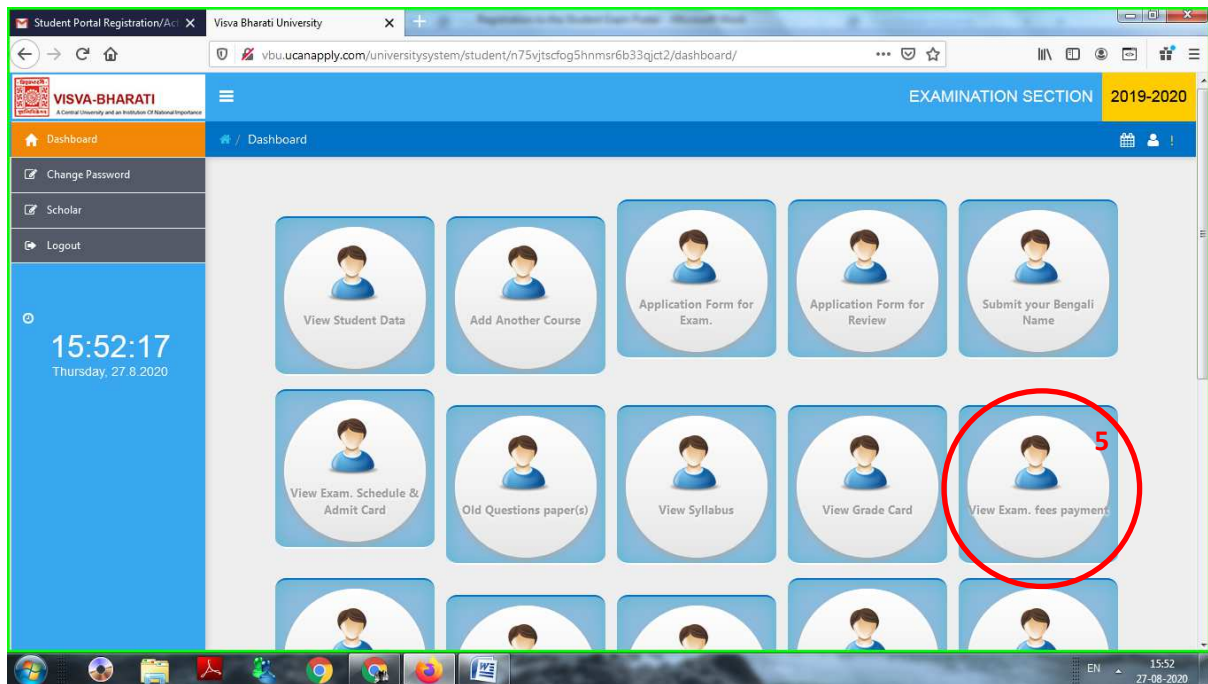 Student Portal Registration/Act
Visva Bharati University
vbu.ucanapply.com/universitysystem/student/n75vjtscfog5hnmsr6b33qjct2/dashboard/
VISVA-BHARATI
A Central University and an Institution Of National Importance
EXAMINATION SECTION 2019-2020
Dashboard
/ Dashboard
Change Password
Scholar
Logout
15:52:17
Thursday, 27.8.2020
View Student Data
Add Another Course
Application Form for
Exam.
Application Form for
Review
Submit your Bengali
Name
View Exam. Schedule &
Admit Card
Old Questions paper(s)
View Syllabus
View Grade Card
View Exam. fees payment
5
EN
15:52
27-08-2020